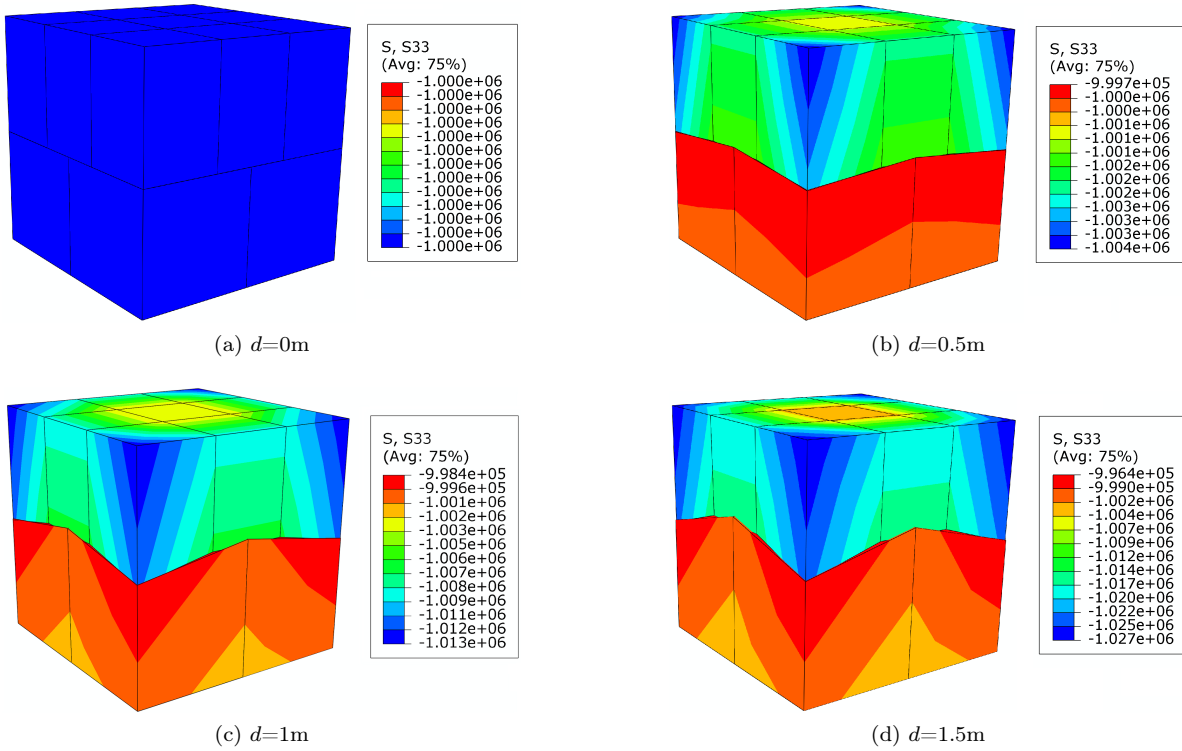 S, S33
(Avg: 75%)
-1.000e+06
-1.000e+06
-1.000e+06
-1.000e+06
-1.000e+06
-1.000e+06
-1.000e+06
-1.000e+06
-1.000e+06
-1.000e+06
-1.000e+06
-1.000e+06
-1.000e+06
(a) d=0m
S, S33
(Avg: 75%)
-9.997e+05
-1.000e+06
-1.000e+06
-1.001e+06
-1.001e+06
-1.001e+06
-1.002e+06
-1.002e+06
-1.002e+06
-1.003e+06
-1.003e+06
-1.003e+06
-1.004e+06
(b) d=0.5m
S, S33
(Avg: 75%)
-9.984e+05
-9.996e+05
-1.001e+06
-1.002e+06
-1.003e+06
-1.005e+06
-1.006e+06
-1.007e+06
-1.008e+06
-1.009e+06
-1.011e+06
-1.012e+06
-1.013e+06
(c) d=1m
S, S33
(Avg: 75%)
-9.964e+05
-9.990e+05
-1.002e+06
-1.004e+06
-1.007e+06
-1.009e+06
-1.012e+06
-1.014e+06
-1.017e+06
-1.020e+06
-1.022e+06
-1.025e+06
-1.027e+06
(d) d=1.5m